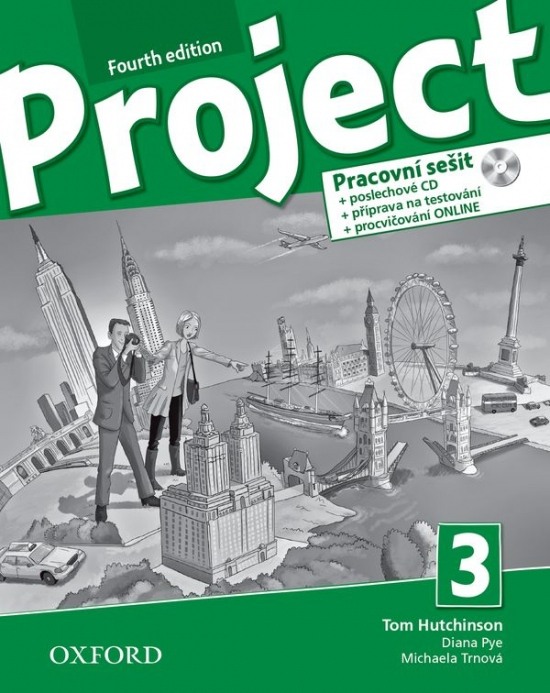 Fourth edition
Project
Pracovní sešit
+ poslechové CD
+ příprava na testování
+ procvičování ONLINE
3
Tom Hutchinson
Diana Pye
Michaela Trnová
OXFORD